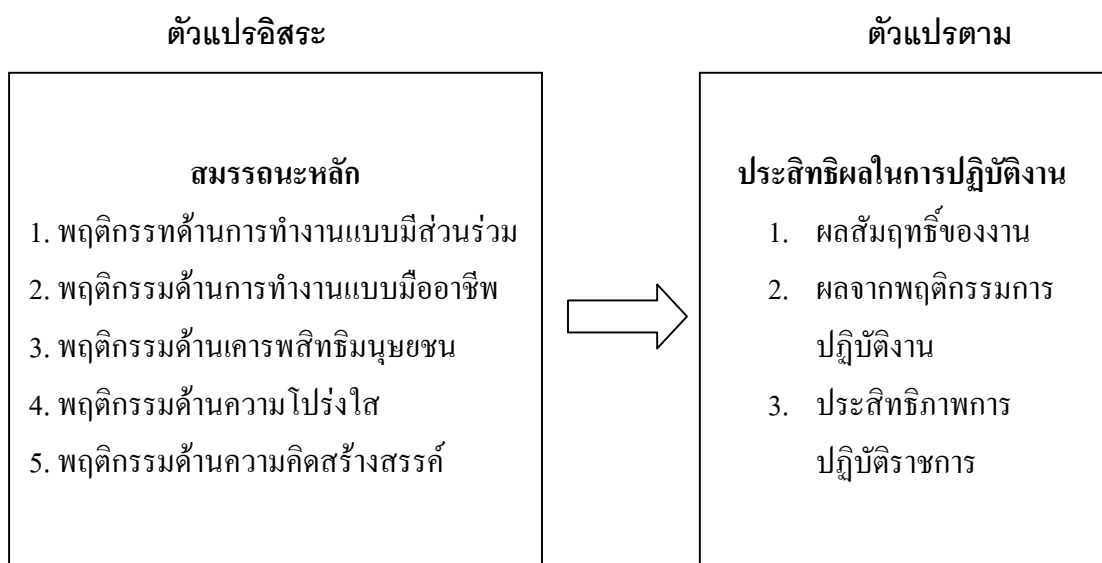 ตัวแปรอิสระ
สมรรถนะหลัก
1. พฤติกรรทด้านการทำงานแบบมีส่วนร่วม
2. พฤติกรรมด้านการทำงานแบบมืออาชีพ
3. พฤติกรรมด้านเคารพสิทธิมนุษยชน
4. พฤติกรรมด้านความโปร่งใส
5. พฤติกรรมด้านความคิดสร้างสรรค์
ตัวแปรตาม
ประสิทธิผลในการปฏิบัติงาน
1. ผลสัมฤทธิ์ของงาน
2. ผลจากพฤติกรรมการ
ปฏิบัติงาน
3. ประสิทธิภาพการ
ปฏิบัติราชการ